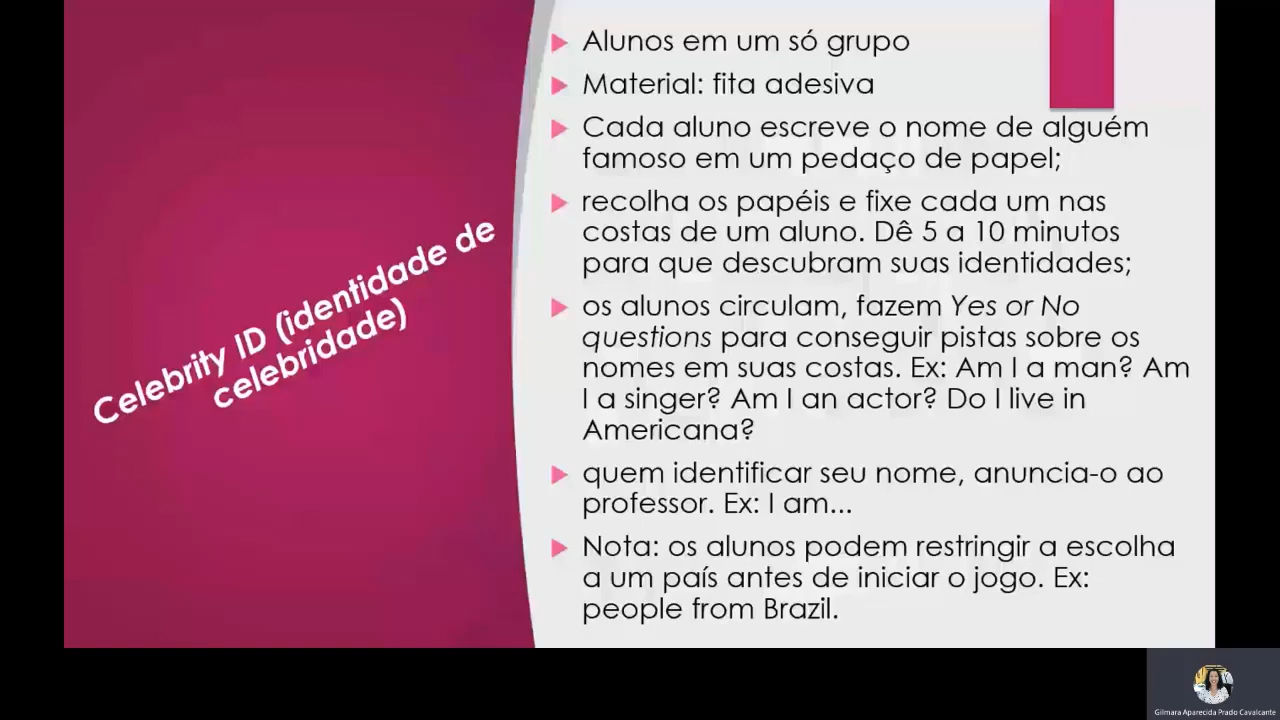 Celebrity ID (identidade de
celebridade)
Alunos em um só grupo
Material: fita adesiva
Cada aluno escreve o nome de alguém
famoso em um pedaço de papel;
recolha os papéis e fixe cada um nas
costas de um aluno. Dê 5 a 10 minutos
para que descubram suas identidades;
os alunos circulam, fazem Yes or No
questions para conseguir pistas sobre os
nomes em suas costas. Ex: Am I a man? Am
I a singer? Am I an actor? Do I live in
Americana?
quem identificar seu nome, anuncia-o ao
professor. Ex: I am...
Nota: os alunos podem restringir a escolha
a um país antes de iniciar o jogo. Ex:
people from Brazil.
Gilmara Aparecida Prado Cavalcante